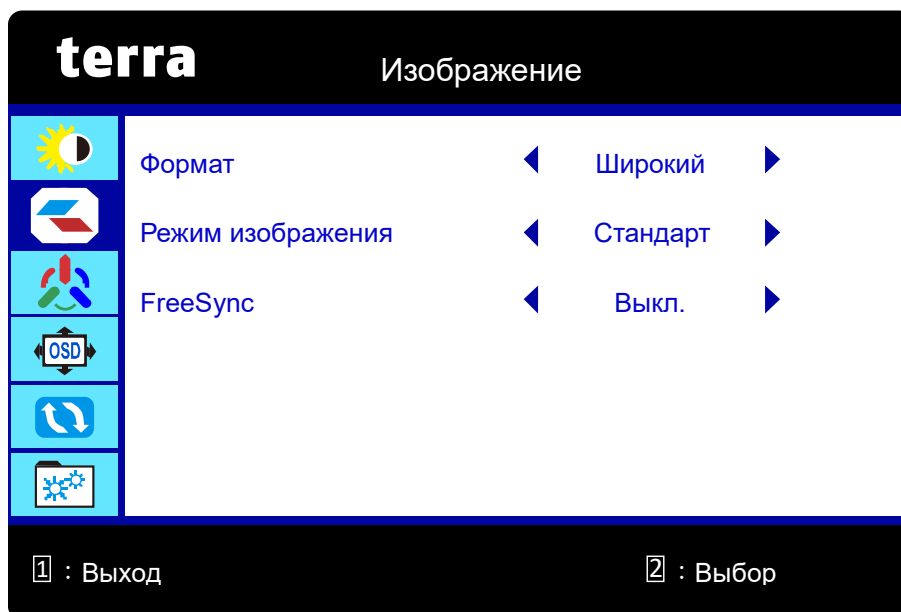 terra
Изображение
Формат Широкий
Режим изображения Стандарт
FreeSync Выкл.
OSD
1 : Выход 2 : Выбор